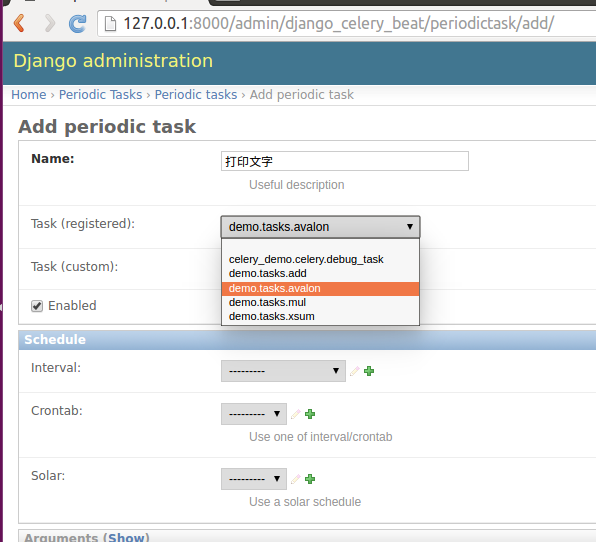 127.0.0.1:8000/admin/django_celery_beat/periodictask/add/
Django administration
Home › Periodic Tasks › Periodic tasks › Add periodic task
Add periodic task
Name: 打印文字
Useful description
Task (registered): demo.tasks.avalon
celery_demo.celery.debug_task
Task (custom): demo.tasks.add
demo.tasks.avalon
Enabled demo.tasks.mul
demo.tasks.xsum
Schedule
Interval: ---------
Crontab: ---------
Use one of interval/crontab
Solar: ---------
Use a solar schedule
Arguments (Show)